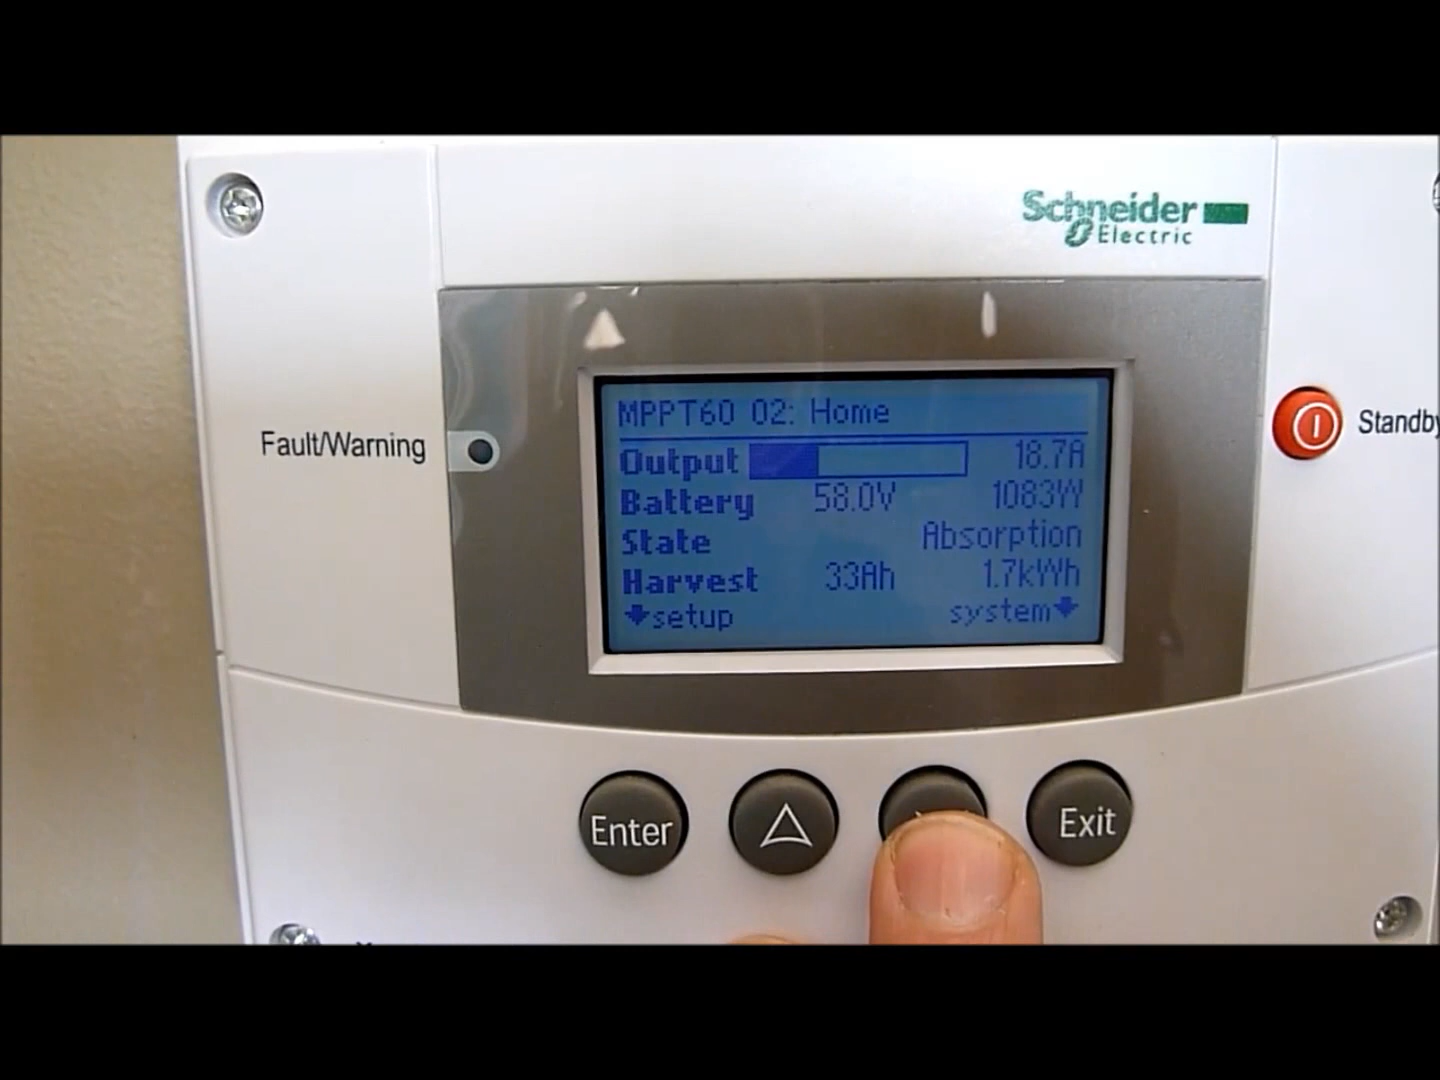 Schneider
Electric
Fault/Warning
Standby
MPPT60 02: Home
Output 18.7A
Battery 58.0V 1083W
State Absorption
Harvest 33Ah 1.7kWh
setup system
Enter Exit